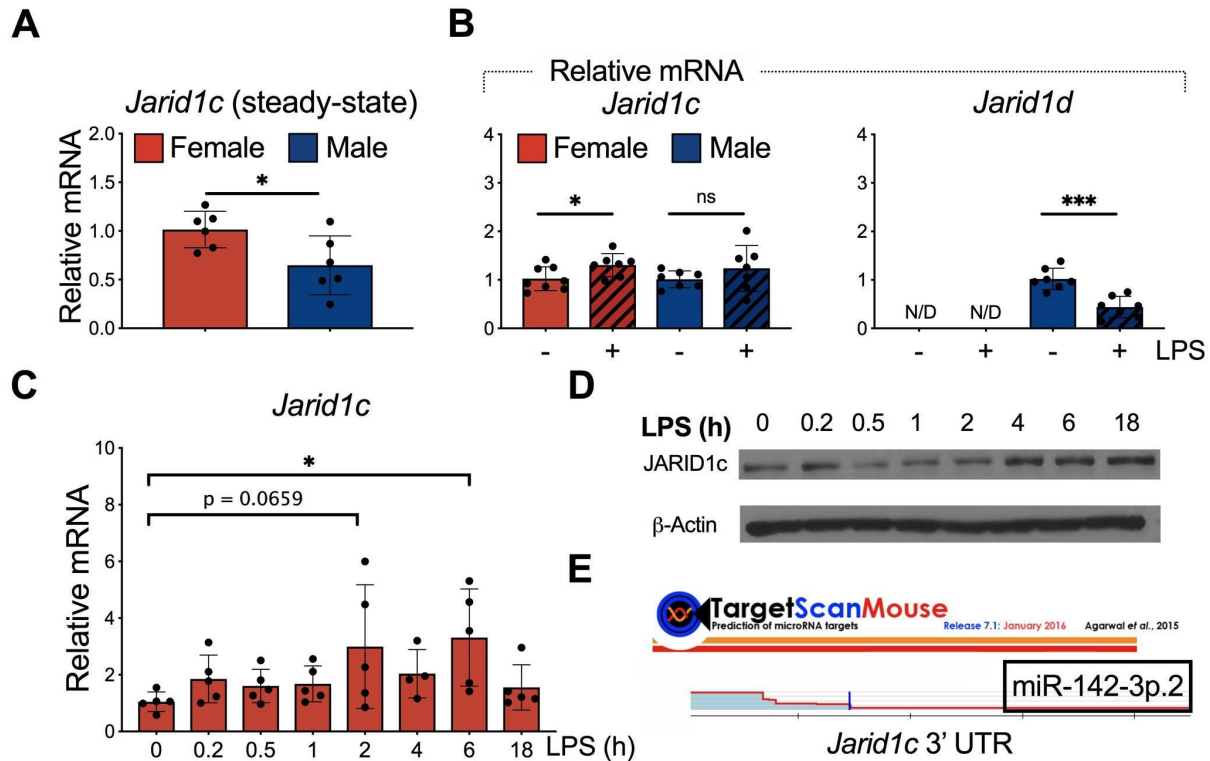 A
Jarid1c (steady-state)
Female Male
Relative mRNA
2.0
1.5
1.0
0.5
0.0
*
B
Relative mRNA
Jarid1c
Female Male
4
3
2
1
0
*
ns
- + - +
Jarid1d
4
3
2
1
0
***
N/D N/D
- + - + LPS
C
Jarid1c
Relative mRNA
10
8
6
4
2
0
*
p = 0.0659
0 0.2 0.5 1 2 4 6 18 LPS (h)
D
LPS (h) 0 0.2 0.5 1 2 4 6 18
JARID1c
β-Actin
E
TargetScanMouse
Prediction of microRNA targets Release 7.1: January 2016 Agarwal et al., 2015
miR-142-3p.2
Jarid1c 3' UTR